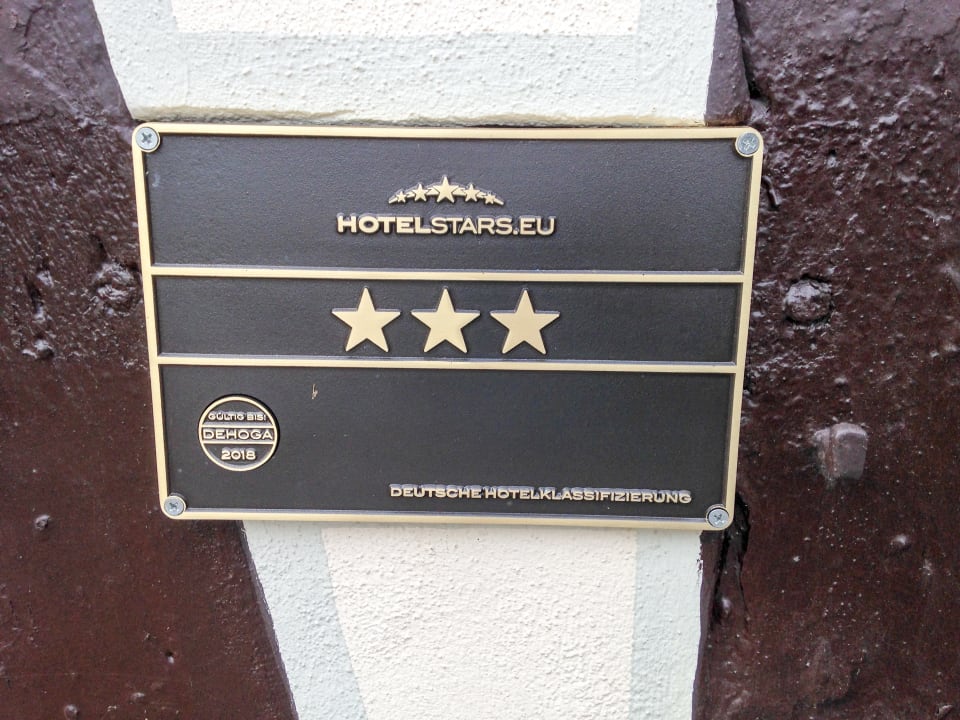 HOTELSTARS.EU
GÜLTIG BIS!
DEHOGA
2018
DEUTSCHE HOTELKLASSIFIZIERUNG